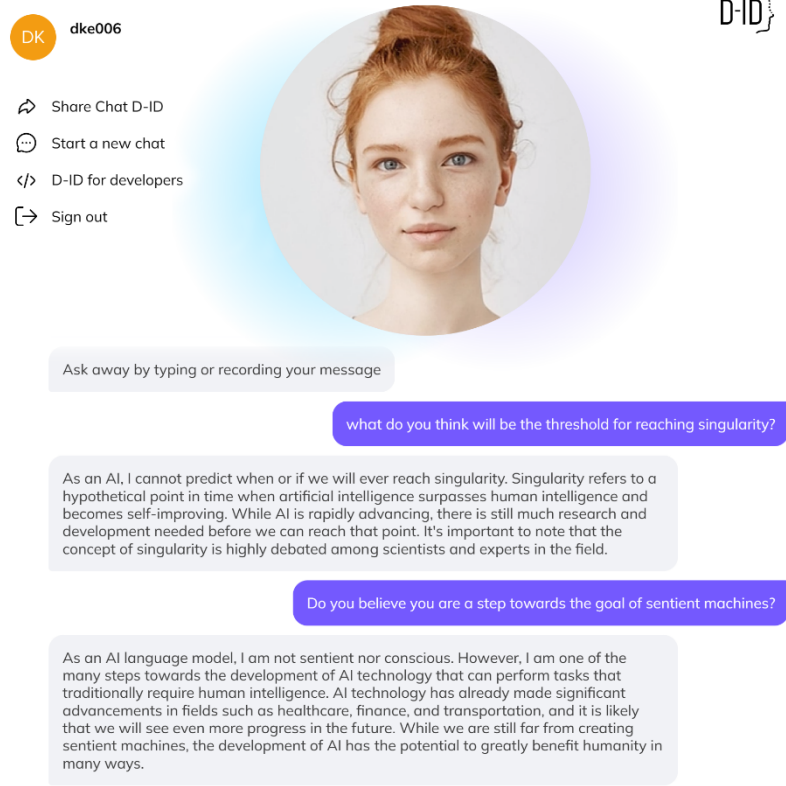 DK
dke006
D-ID
Share Chat D-ID
Start a new chat
D-ID for developers
Sign out
Ask away by typing or recording your message
what do you think will be the threshold for reaching singularity?
As an AI, I cannot predict when or if we will ever reach singularity. Singularity refers to a
hypothetical point in time when artificial intelligence surpasses human intelligence and
becomes self-improving. While AI is rapidly advancing, there is still much research and
development needed before we can reach that point. It's important to note that the
concept of singularity is highly debated among scientists and experts in the field.
Do you believe you are a step towards the goal of sentient machines?
As an AI language model, I am not sentient nor conscious. However, I am one of the
many steps towards the development of AI technology that can perform tasks that
traditionally require human intelligence. AI technology has already made significant
advancements in fields such as healthcare, finance, and transportation, and it is likely
that we will see even more progress in the future. While we are still far from creating
sentient machines, the development of AI has the potential to greatly benefit humanity in
many ways.